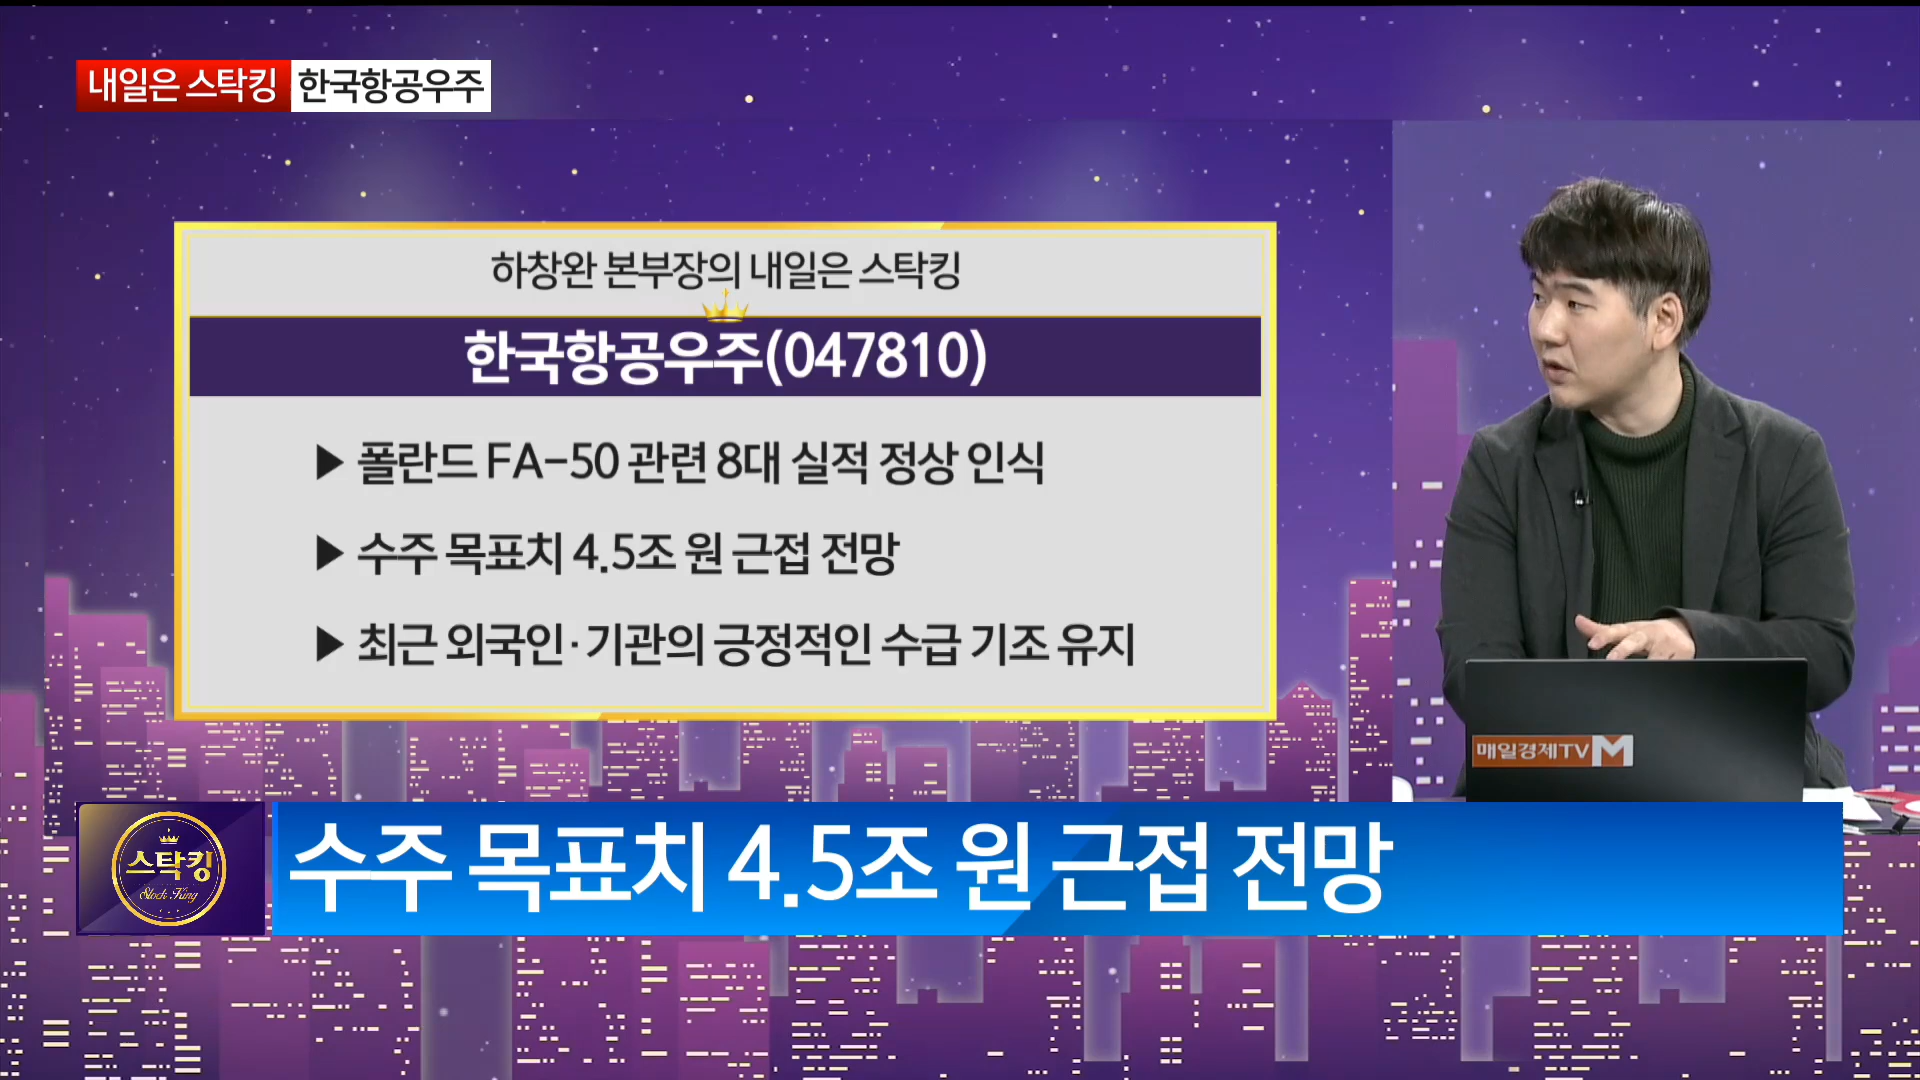 내일은 스탁킹 한국항공우주
하창완 본부장의 내일은 스탁킹
한국항공우주(047810)
▶ 폴란드 FA-50 관련 8대 실적 정상 인식
▶ 수주 목표치 4.5조 원 근접 전망
▶ 최근 외국인·기관의 긍정적인 수급 기조 유지
매일경제TV M
스탁킹
Stock King
수주 목표치 4.5조 원 근접 전망